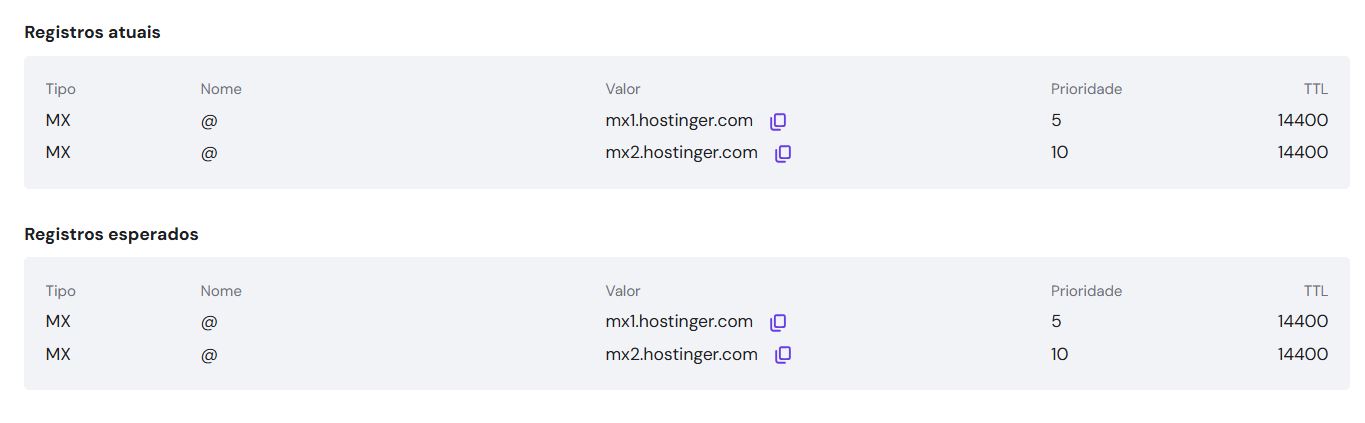 Registros atuais
Tipo Nome Valor Prioridade TTL
MX @ mx1.hostinger.com 5 14400
MX @ mx2.hostinger.com 10 14400
Registros esperados
Tipo Nome Valor Prioridade TTL
MX @ mx1.hostinger.com 5 14400
MX @ mx2.hostinger.com 10 14400